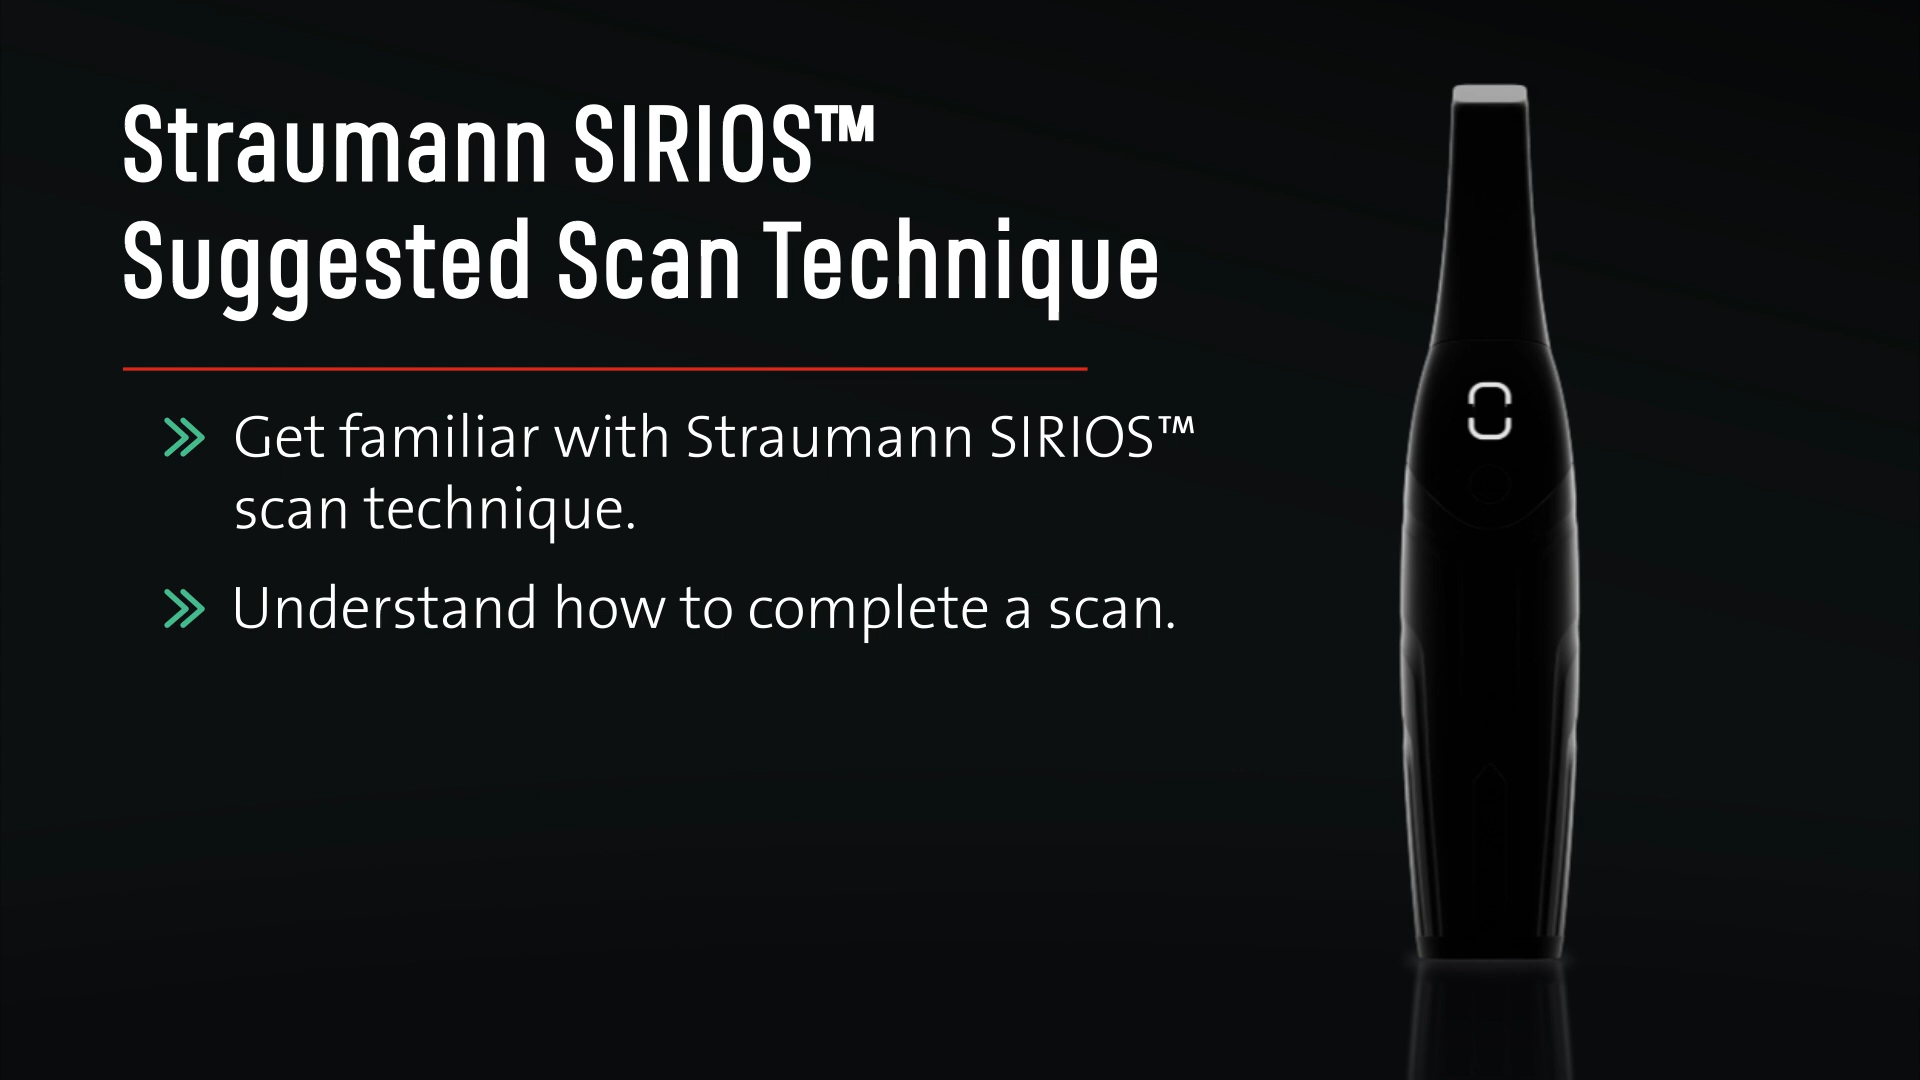 Straumann SIRIOS™
Suggested Scan Technique
Get familiar with Straumann SIRIOS™
scan technique.
Understand how to complete a scan.